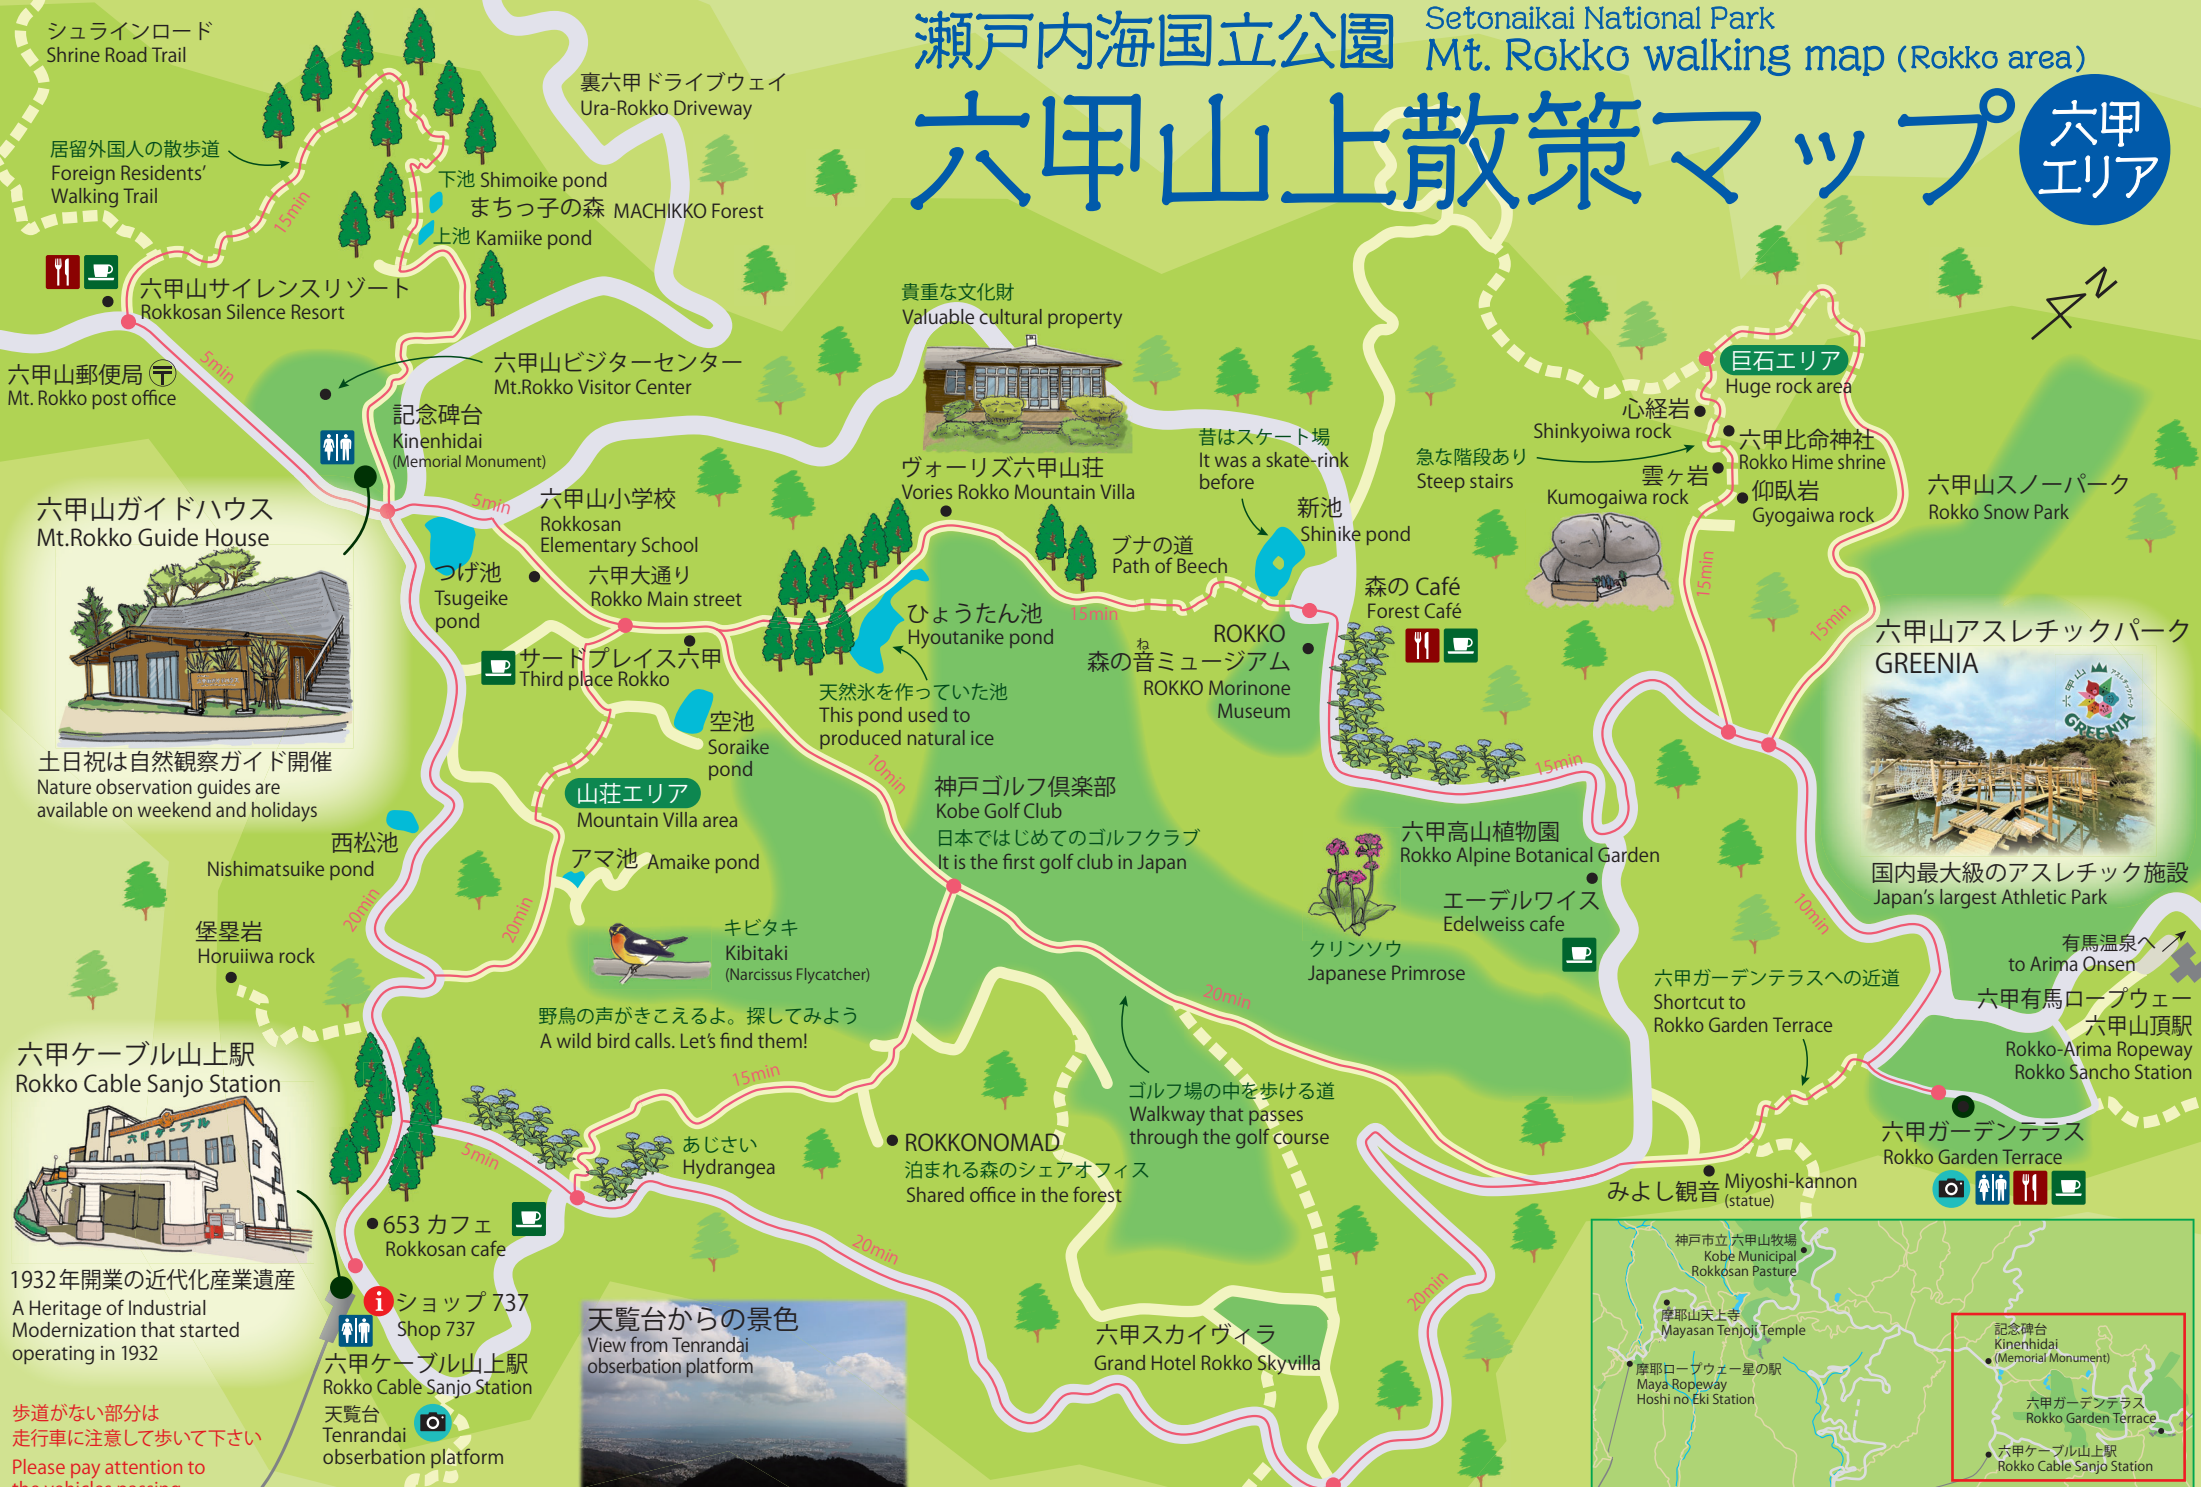 瀬戸内海国立公園
Setonaikai National Park
Mt. Rokko walking map (Rokko area)
六甲山上散策マップ
六甲
エリア
シュラインロード
Shrine Road Trail
裏六甲ドライブウェイ
Ura-Rokko Driveway
居留外国人の散歩道
Foreign Residents'
Walking Trail
15min
下池 Shimoike pond
まちっ子の森 MACHIKKO Forest
上池 Kamiike pond
六甲山サイレンスリゾート
Rokkosan Silence Resort
5min
六甲山郵便局
Mt. Rokko post office
六甲山ビジターセンター
Mt.Rokko Visitor Center
記念碑台
Kinenhidai
(Memorial Monument)
六甲山ガイドハウス
Mt.Rokko Guide House
土日祝は自然観察ガイド開催
Nature observation guides are
available on weekend and holidays
5min
六甲山小学校
Rokkosan
Elementary School
つげ池
Tsugeike
pond
六甲大通り
Rokko Main street
サードプレイス六甲
Third place Rokko
空池
Soraike
pond
貴重な文化財
Valuable cultural property
ヴォーリズ六甲山荘
Vories Rokko Mountain Villa
ひょうたん池
Hyoutanike pond
天然氷を作っていた池
This pond used to
produced natural ice
ブナの道
Path of Beech
15min
昔はスケート場
It was a skate-rink
before
新池
Shinike pond
森の Café
Forest Café
ROKKO
ね
森の音ミュージアム
ROKKO Morinone
Museum
急な階段あり
Steep stairs
巨石エリア
Huge rock area
心経岩
Shinkyoiwa rock
六甲比命神社
Rokko Hime shrine
雲ヶ岩
Kumogaiwa rock
仰臥岩
Gyogaiwa rock
15min
15min
六甲山スノーパーク
Rokko Snow Park
N
六甲山アスレチックパーク
GREENIA
六甲山アスレチックパーク
GREENIA
国内最大級のアスレチック施設
Japan's largest Athletic Park
15min
10min
10min
山荘エリア
Mountain Villa area
アマ池 Amaike pond
西松池
Nishimatsuike pond
20min
20min
堡塁岩
Horuiiwa rock
キビタキ
Kibitaki
(Narcissus Flycatcher)
野鳥の声がきこえるよ。探してみよう
A wild bird calls. Let's find them!
神戸ゴルフ倶楽部
Kobe Golf Club
日本ではじめてのゴルフクラブ
It is the first golf club in Japan
六甲高山植物園
Rokko Alpine Botanical Garden
エーデルワイス
Edelweiss cafe
クリンソウ
Japanese Primrose
20min
ゴルフ場の中を歩ける道
Walkway that passes
through the golf course
六甲ガーデンテラスへの近道
Shortcut to
Rokko Garden Terrace
有馬温泉へ
to Arima Onsen
六甲有馬ロープウェー
六甲山頂駅
Rokko-Arima Ropeway
Rokko Sancho Station
六甲ガーデンテラス
Rokko Garden Terrace
みよし観音
Miyoshi-kannon
(statue)
六甲ケーブル山上駅
Rokko Cable Sanjo Station
六甲ケーブル
1932年開業の近代化産業遺産
A Heritage of Industrial
Modernization that started
operating in 1932
15min
5min
あじさい
Hydrangea
ROKKONOMAD
泊まれる森のシェアオフィス
Shared office in the forest
653 カフェ
Rokkosan cafe
ショップ 737
Shop 737
六甲ケーブル山上駅
Rokko Cable Sanjo Station
天覧台
Tenrandai
obserbation platform
20min
20min
天覧台からの景色
View from Tenrandai
obserbation platform
六甲スカイヴィラ
Grand Hotel Rokko Skyvilla
歩道がない部分は
走行車に注意して歩いて下さい
Please pay attention to
the vehicles passing
神戸市立六甲山牧場
Kobe Municipal
Rokkosan Pasture
摩耶山天上寺
Mayasan Tenjoji Temple
摩耶ロープウェー星の駅
Maya Ropeway
Hoshi no Eki Station
記念碑台
Kinenhidai
(Memorial Monument)
六甲ガーデンテラス
Rokko Garden Terrace
六甲ケーブル山上駅
Rokko Cable Sanjo Station